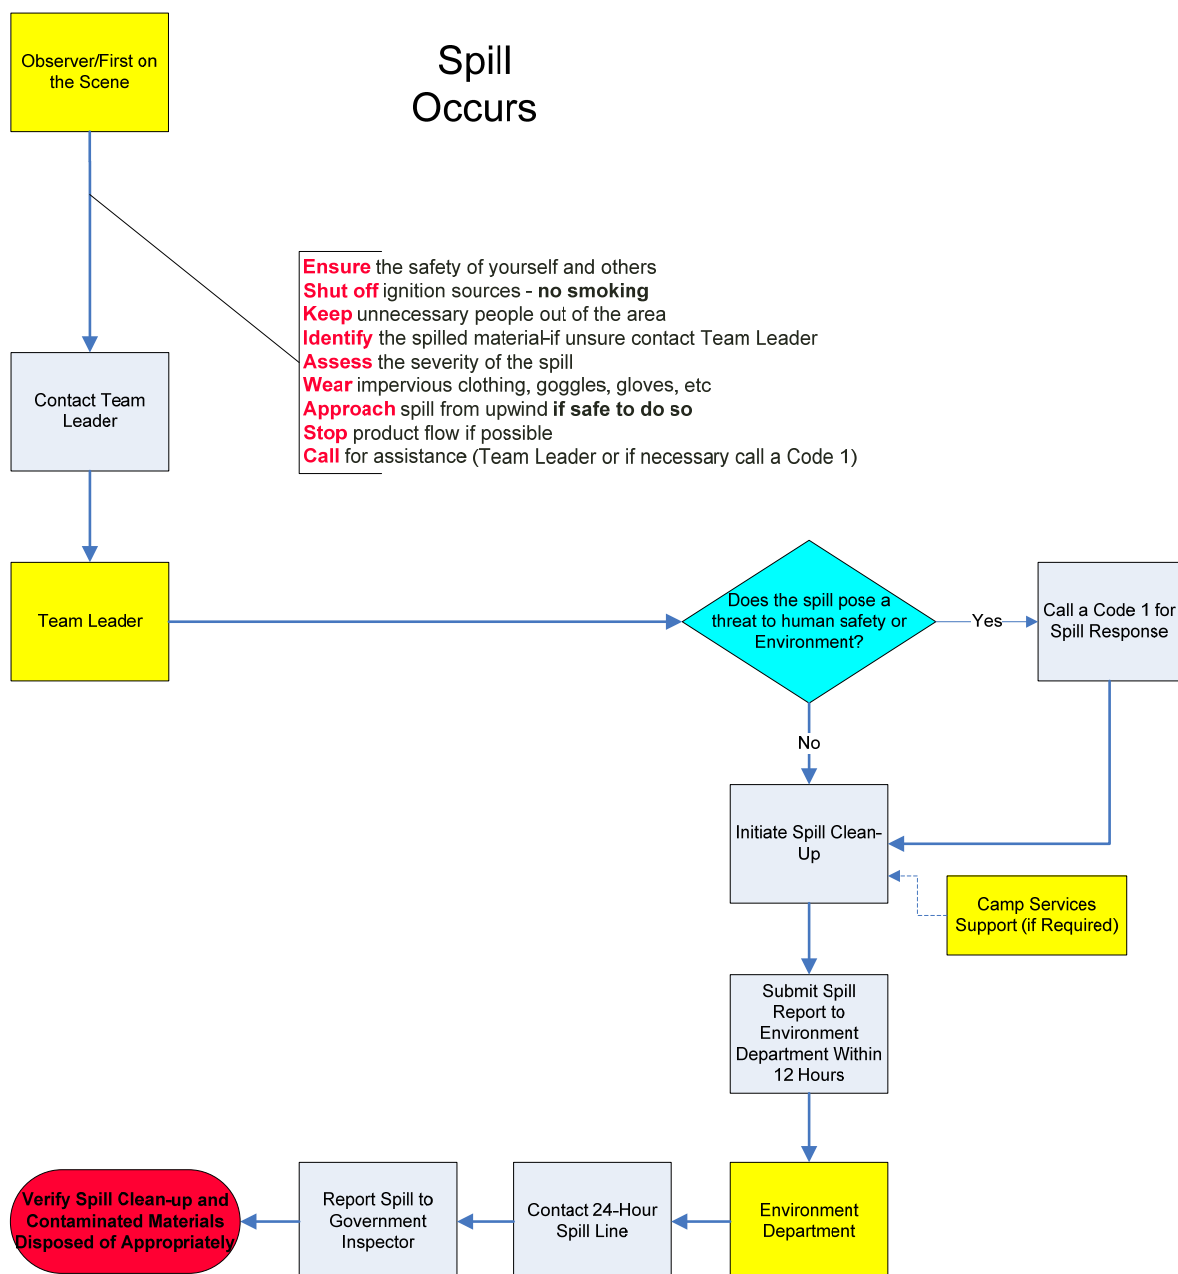 Observer/First on
the Scene
Spill
Occurs
Ensure the safety of yourself and others
Shut off ignition sources - no smoking
Keep unnecessary people out of the area
Identify the spilled material-if unsure contact Team Leader
Assess the severity of the spill
Wear impervious clothing, goggles, gloves, etc
Approach spill from upwind if safe to do so
Stop product flow if possible
Call for assistance (Team Leader or if necessary call a Code 1)
Contact Team
Leader
Team Leader
Does the spill pose a
threat to human safety or
Environment?
Yes
Call a Code 1 for
Spill Response
No
Initiate Spill Clean-
Up
Camp Services
Support (if Required)
Submit Spill
Report to
Environment
Department Within
12 Hours
Environment
Department
Contact 24-Hour
Spill Line
Report Spill to
Government
Inspector
Verify Spill Clean-up and
Contaminated Materials
Disposed of Appropriately